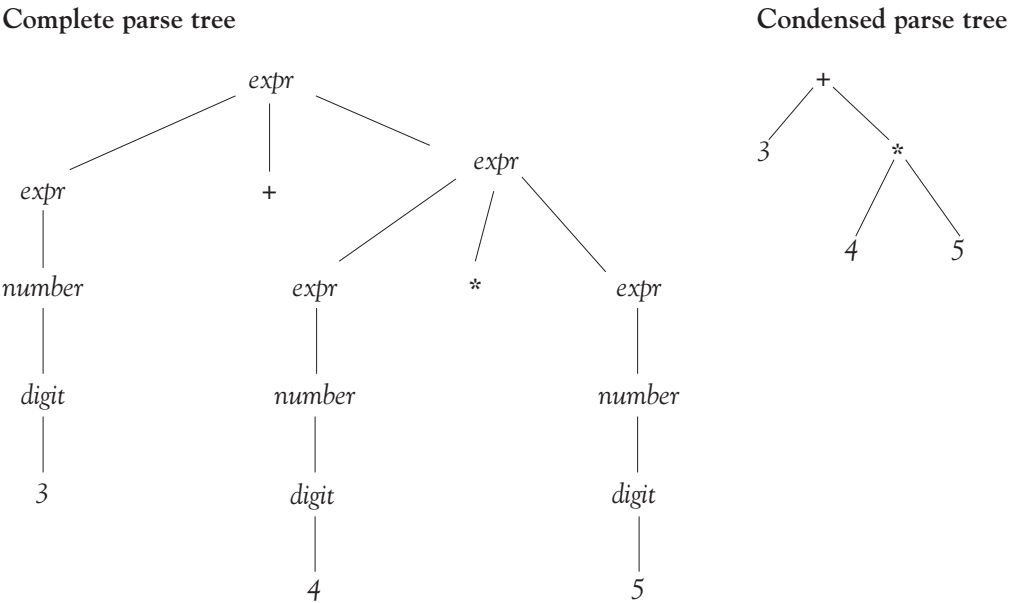 Complete parse tree
Condensed parse tree
expr
expr
+
expr
number
expr
*
expr
digit
number
number
3
digit
digit
4
5
+
3
*
4
5